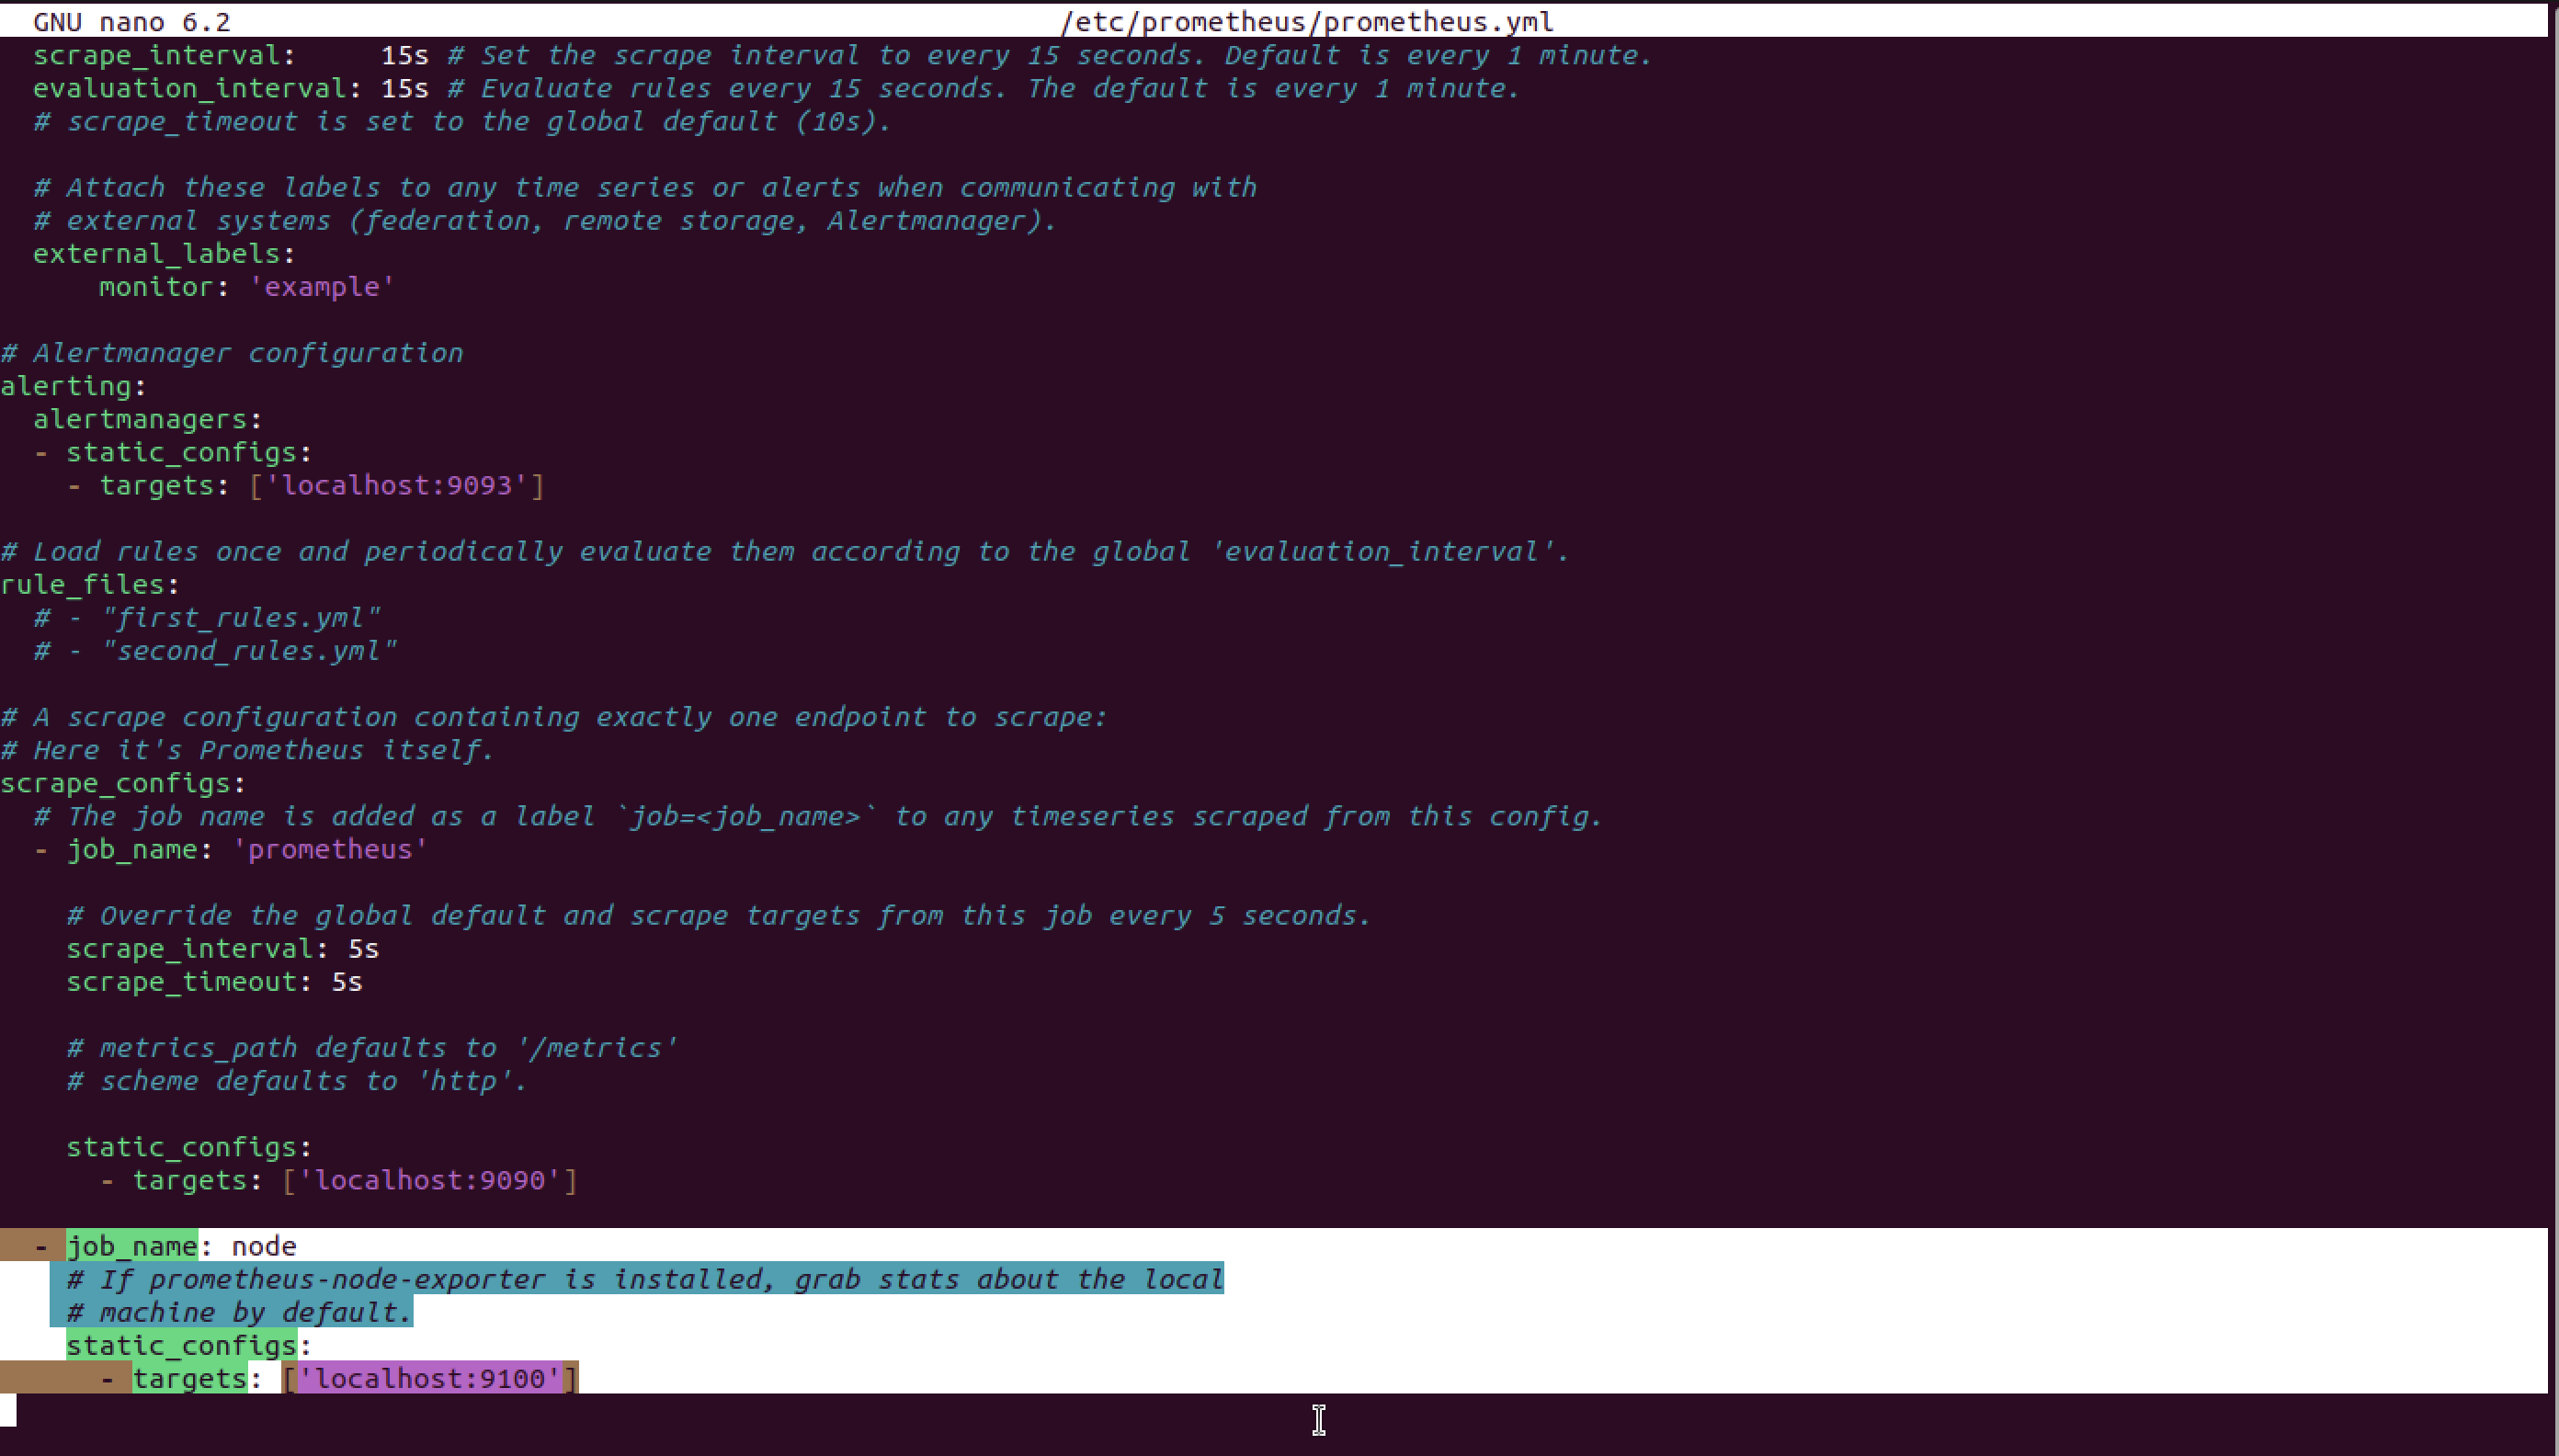 GNU nano 6.2 /etc/prometheus/prometheus.yml
  scrape_interval:     15s # Set the scrape interval to every 15 seconds. Default is every 1 minute.
  evaluation_interval: 15s # Evaluate rules every 15 seconds. The default is every 1 minute.
  # scrape_timeout is set to the global default (10s).

  # Attach these labels to any time series or alerts when communicating with
  # external systems (federation, remote storage, Alertmanager).
  external_labels:
      monitor: 'example'

# Alertmanager configuration
alerting:
  alertmanagers:
  - static_configs:
    - targets: ['localhost:9093']

# Load rules once and periodically evaluate them according to the global 'evaluation_interval'.
rule_files:
  # - "first_rules.yml"
  # - "second_rules.yml"

# A scrape configuration containing exactly one endpoint to scrape:
# Here it's Prometheus itself.
scrape_configs:
  # The job name is added as a label `job=<job_name>` to any timeseries scraped from this config.
  - job_name: 'prometheus'

    # Override the global default and scrape targets from this job every 5 seconds.
    scrape_interval: 5s
    scrape_timeout: 5s

    # metrics_path defaults to '/metrics'
    # scheme defaults to 'http'.

    static_configs:
      - targets: ['localhost:9090']

  - job_name: node
    # If prometheus-node-exporter is installed, grab stats about the local
    # machine by default.
    static_configs:
      - targets: ['localhost:9100']